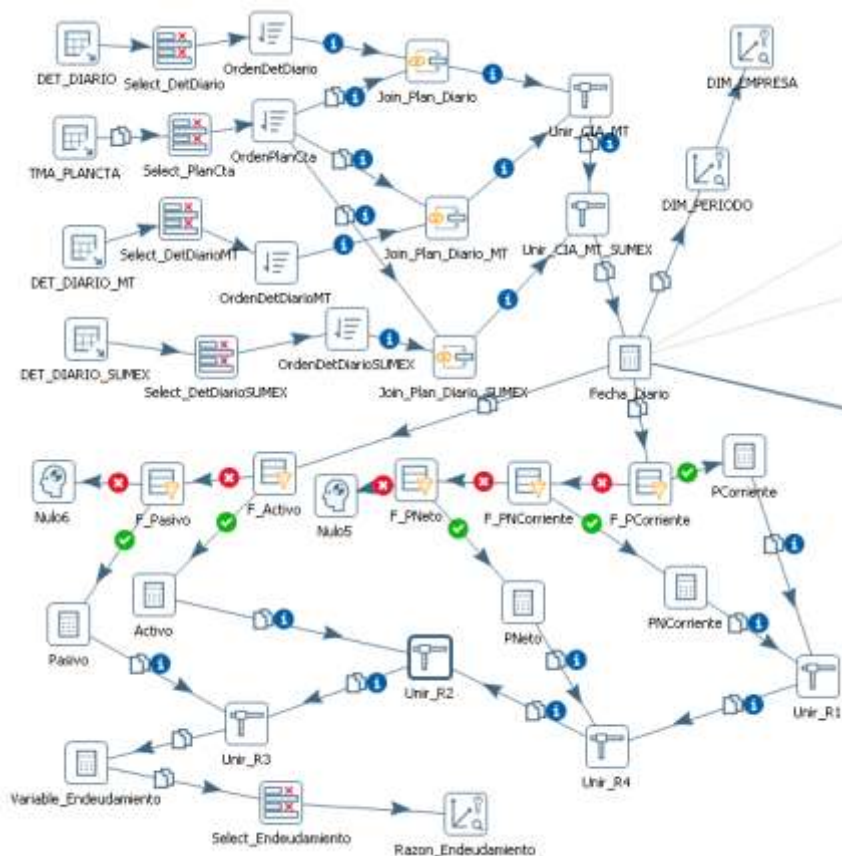 DET_DIARIO
Select_DetDiario
OrdenDetDiario
Join_Plan_Diario
DIM_EMPRESA
Unir_CIA_MT
TMA_PLANCTA
Select_PlanCta
OrdenPlanCta
DIM_PERIODO
Join_Plan_Diario_MT
Unir_CIA_MT_SUMEX
DET_DIARIO_MT
Select_DetDiarioMT
OrdenDetDiarioMT
DET_DIARIO_SUMEX
Select_DetDiarioSUMEX
OrdenDetDiarioSUMEX
Join_Plan_Diario_SUMEX
Fecha_Diario
Nulo6
F_Pasivo
F_Activo
Nulo5
F_PNeto
F_PNCorriente
F_PCorriente
PCorriente
Pasivo
Activo
PNeto
PNCorriente
Unir_R2
Unir_R1
Unir_R3
Unir_R4
Variable_Endeudamiento
Select_Endeudamiento
Razon_Endeudamiento